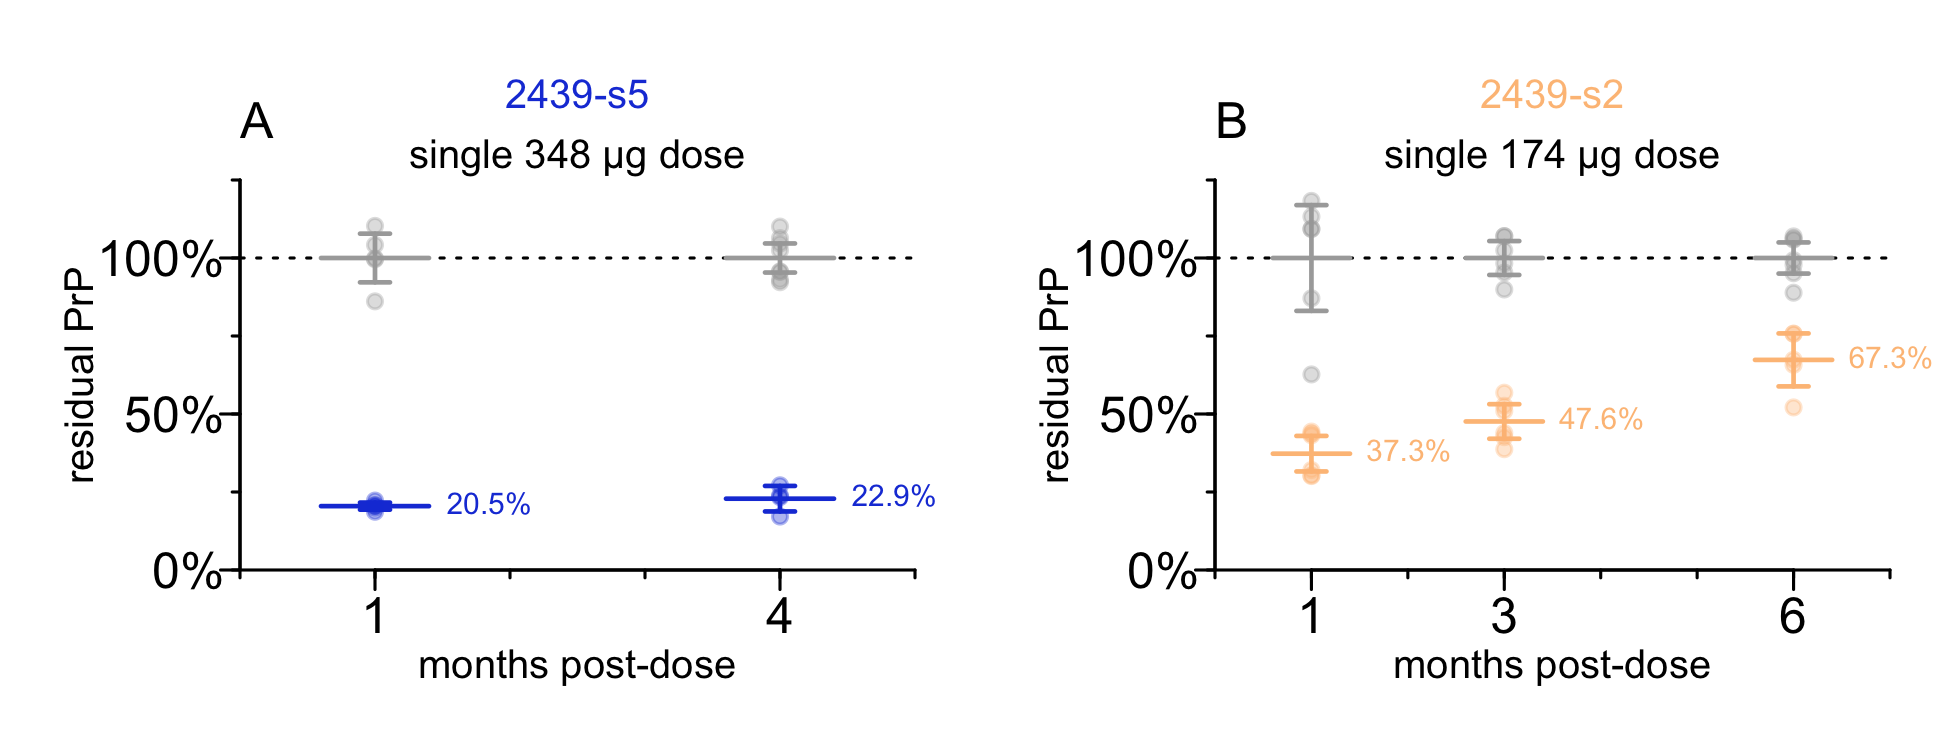 A
2439-s5
single 348 µg dose
residual PrP
100%
50%
0%
20.5%
22.9%
1
4
months post-dose
B
2439-s2
single 174 µg dose
residual PrP
100%
50%
0%
37.3%
47.6%
67.3%
1
3
6
months post-dose